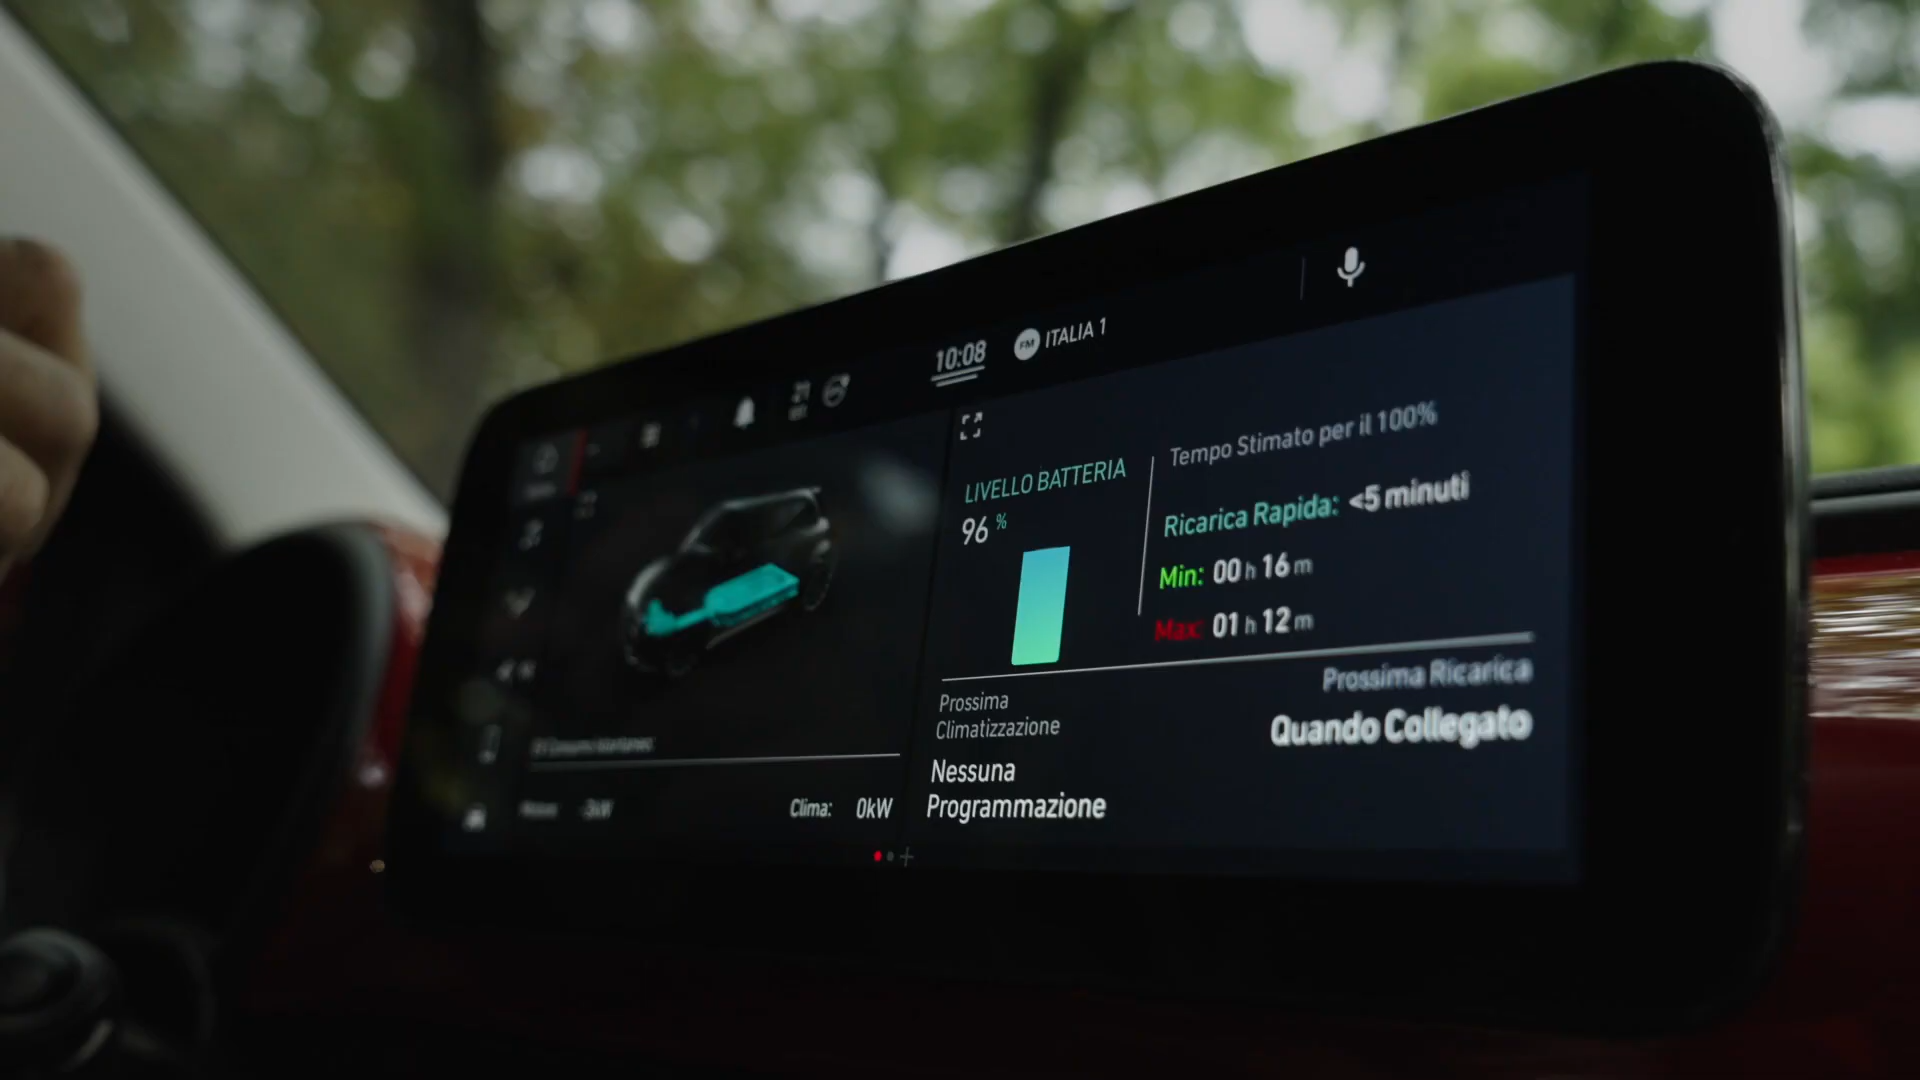 10:08
FM ITALIA 1
LIVELLO BATTERIA
96 %
Tempo Stimato per il 100%
Ricarica Rapida: <5 minuti
Min: 00 h 16 m
Max: 01 h 12 m
Prossima
Climatizzazione
Nessuna
Programmazione
Prossima Ricarica
Quando Collegato
Clima: 0kW